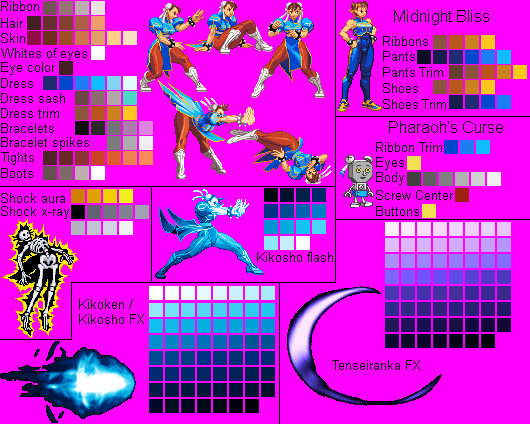 Ribbon
Hair
Skin
Whites of eyes
Eye color
Dress
Dress sash
Dress trim
Bracelets
Bracelet spikes
Tights
Boots
Midnight Bliss
Ribbons
Pants
Pants Trim
Shoes
Shoes Trim
Pharaoh's Curse
Ribbon Trim
Eyes
Body
Screw Center
Buttons
Shock aura
Shock x-ray
Kikosho flash
Kikoken /
Kikosho FX
Tenseiranka FX